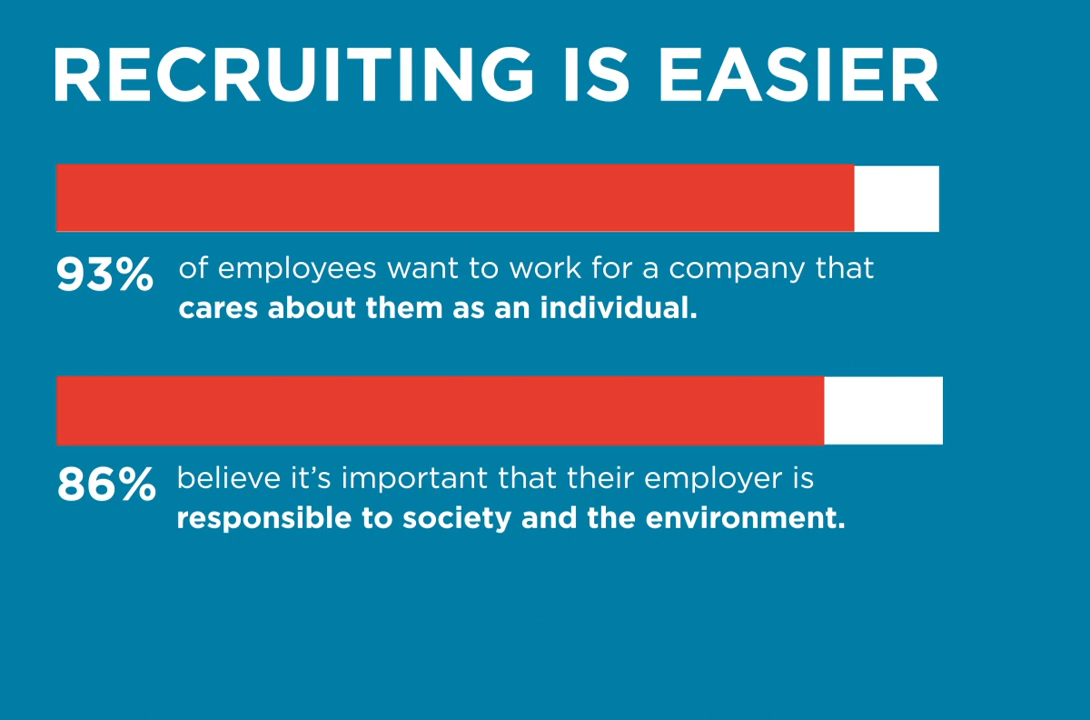 RECRUITING IS EASIER
93% of employees want to work for a company that
cares about them as an individual.
86% believe it’s important that their employer is
responsible to society and the environment.